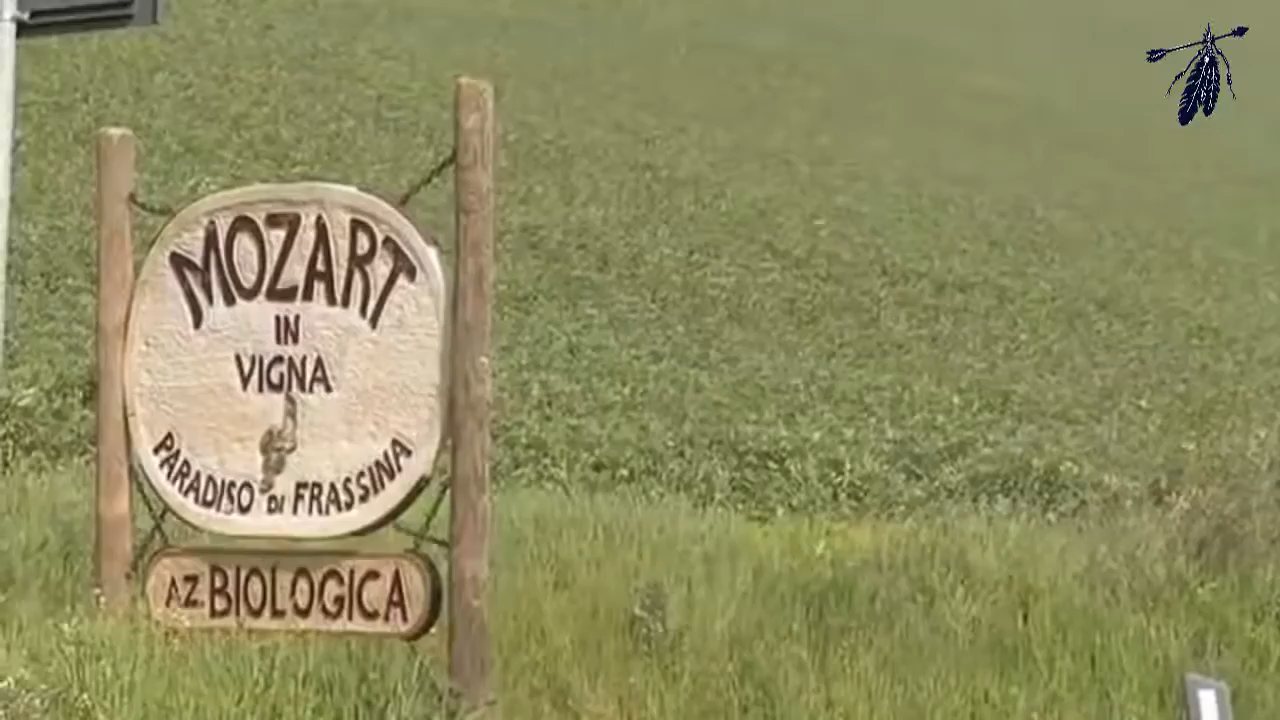 MOZART
IN
VIGNA
PARADISO DI FRASSINA
AZ. BIOLOGICA